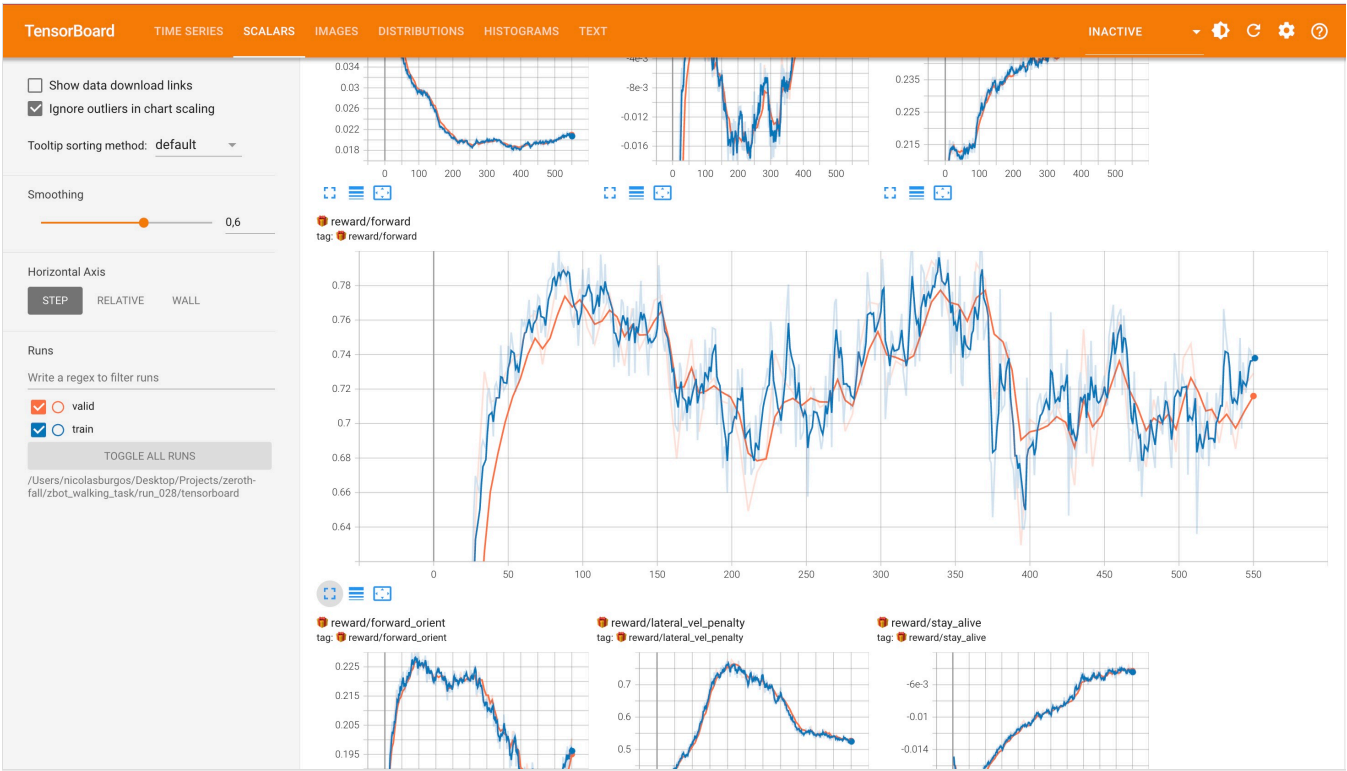 TensorBoard TIME SERIES SCALARS IMAGES DISTRIBUTIONS HISTOGRAMS TEXT INACTIVE
Show data download links
Ignore outliers in chart scaling
Tooltip sorting method: default
Smoothing
0,6
Horizontal Axis
STEP RELATIVE WALL
Runs
Write a regex to filter runs
valid
train
TOGGLE ALL RUNS
/Users/nicolasburgos/Desktop/Projects/zeroth-
fall/zbot_walking_task/run_028/tensorboard
0.034
0.03
0.026
0.022
0.018
0 100 200 300 400 500
-4e-3
-8e-3
-0.012
-0.016
0 100 200 300 400 500
0.235
0.225
0.215
0 100 200 300 400 500
🎁 reward/forward
tag: 🎁 reward/forward
0.78
0.76
0.74
0.72
0.7
0.68
0.66
0.64
0 50 100 150 200 250 300 350 400 450 500 550
🎁 reward/forward_orient
tag: 🎁 reward/forward_orient
0.225
0.215
0.205
0.195
🎁 reward/lateral_vel_penalty
tag: 🎁 reward/lateral_vel_penalty
0.7
0.6
0.5
🎁 reward/stay_alive
tag: 🎁 reward/stay_alive
-6e-3
-0.01
-0.014